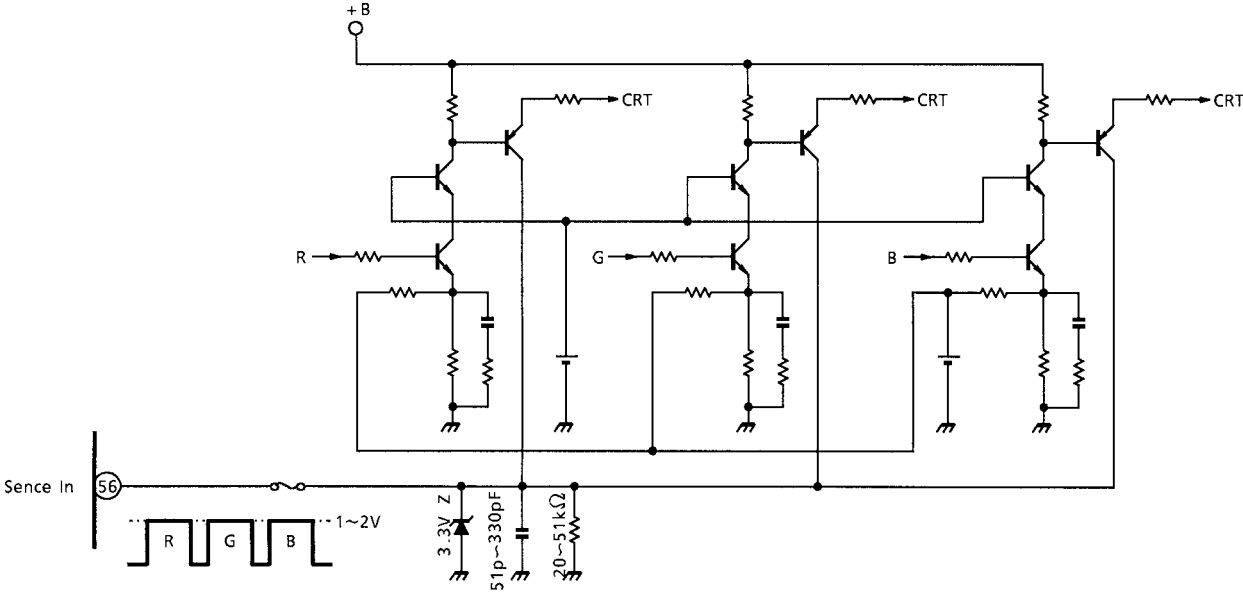 +B
CRT
CRT
CRT
R
G
B
Sence In
56
3.3V Z
51p~330pF
20~51kΩ
1~2V
R
G
B